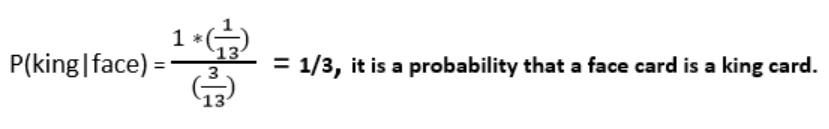 P(king|face) = 1 *(1/13) / (3/13) = 1/3, it is a probability that a face card is a king card.